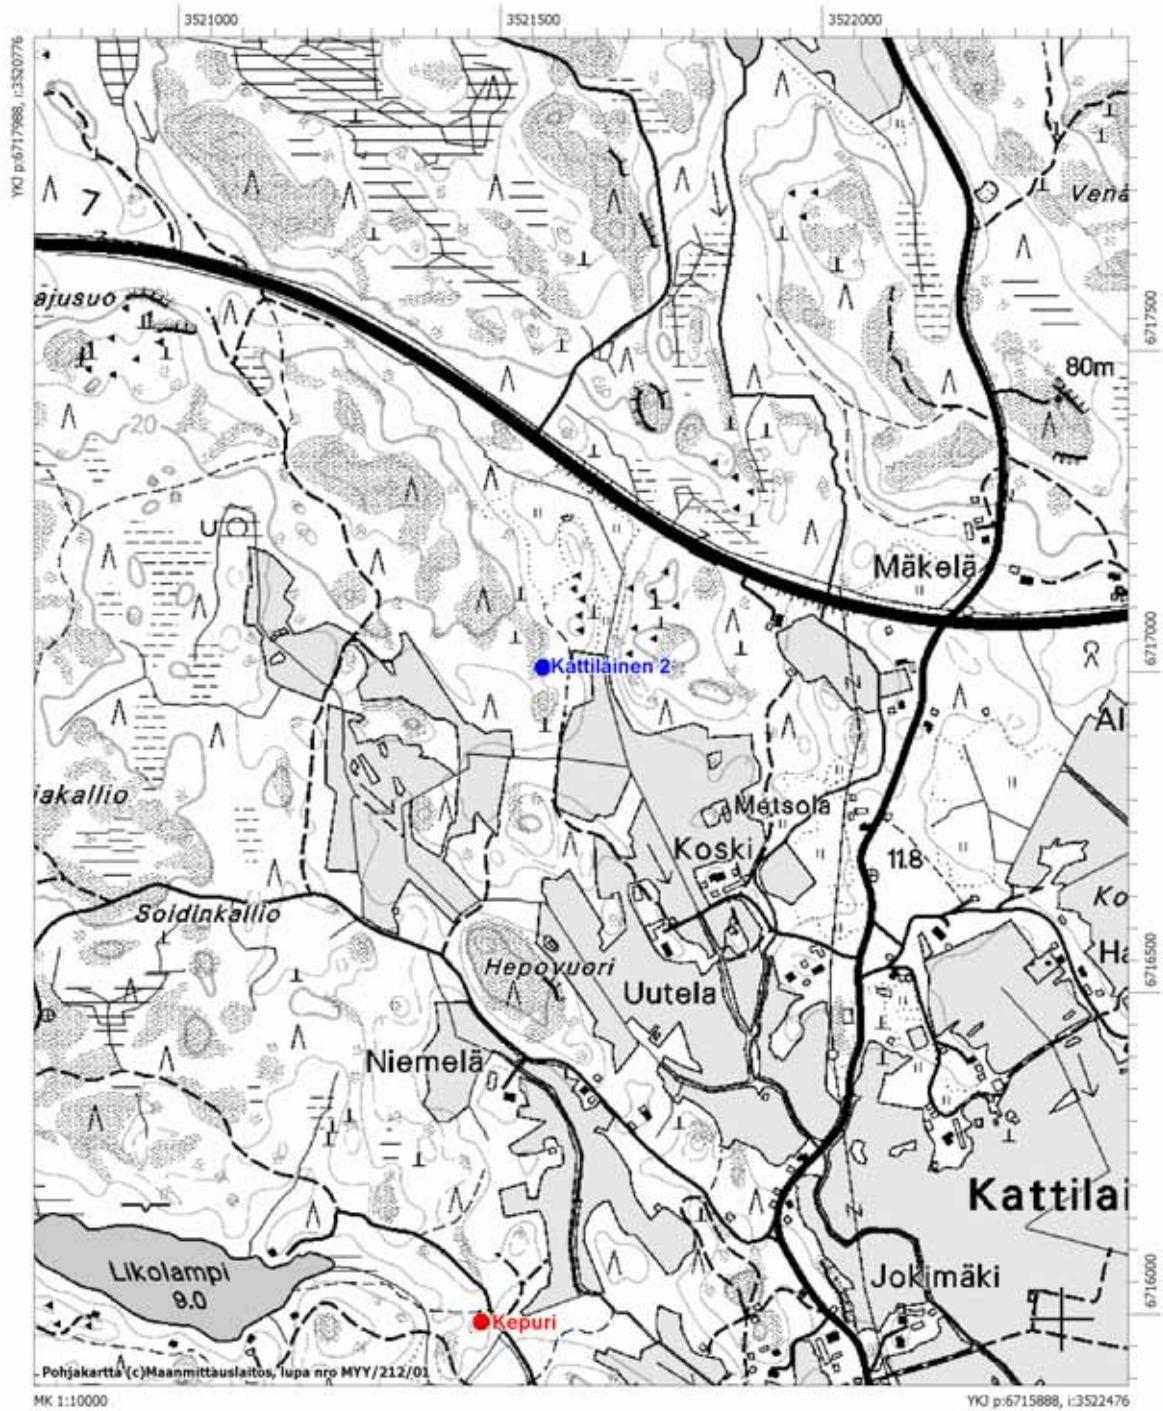 3521000 3521500 3522000
YKJ p:6717988, i:3520776
7
Venä
ajusuo
6717500
80m
20
U
Mäkelä
6717000
Kattilainen 2
Al
iakallio
Metsola
Koski
11.8
Ko
Soidinkallio
Hepovuori
Ha
6716500
Uutela
Niemelä
Kattilai
Likolampi
9.0
Jokimäki
6716000
Kepuri
Pohjakartta (c)Maanmittauslaitos, lupa nro MYY/212/01
MK 1:10000
YKJ p:6715888, i:3522476